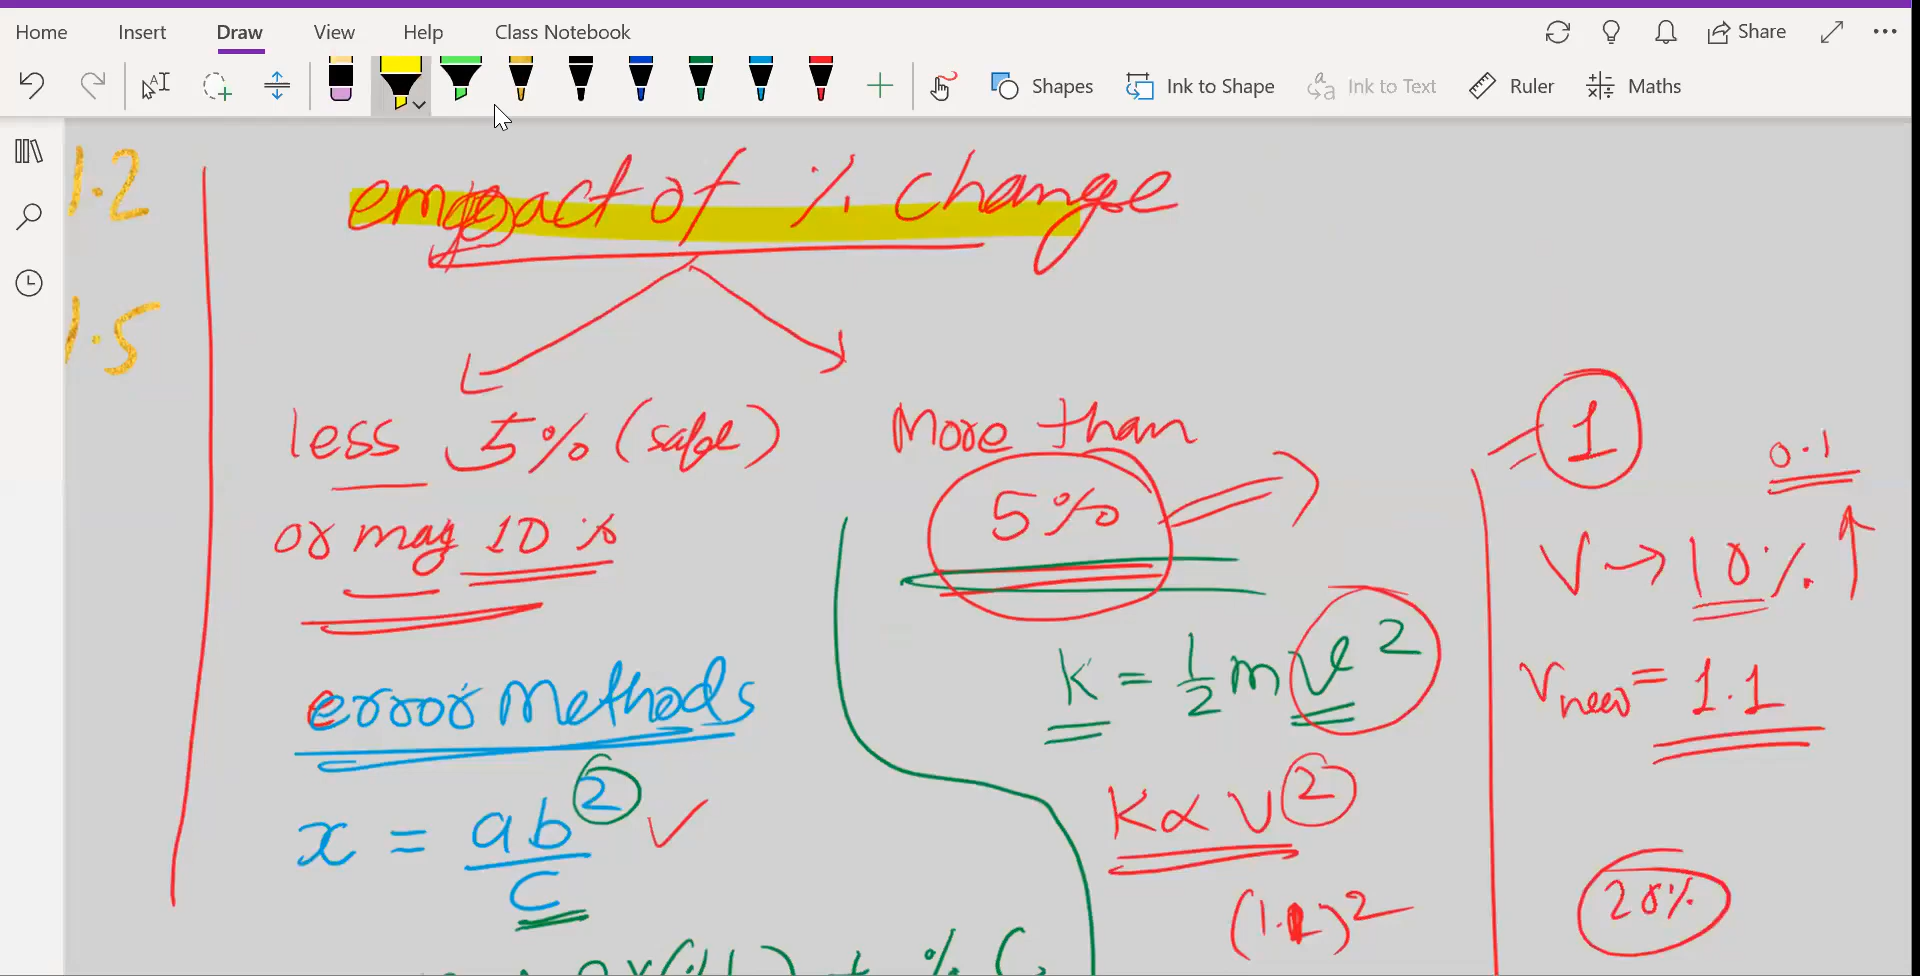 Home Insert Draw View Help Class Notebook Share
Shapes Ink to Shape Ink to Text Ruler Maths
1.2
1.5
empact of % change
less 5% (safe)
or may 10 %
error Methods
x = ab² / c
More than
5%
K = 1/2 mv²
K ∝ v²
(1.1)²
1
0.1
V → 10% ↑
Vnew = 1.1
20%